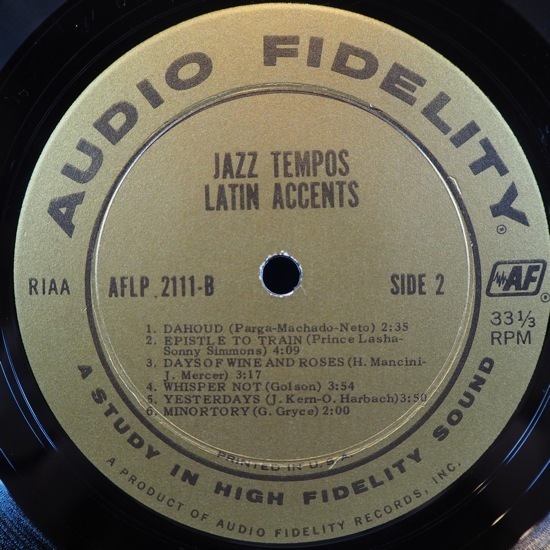 AUDIO FIDELITY®
JAZZ TEMPOS
LATIN ACCENTS
RIAA
AFLP 2111-B
SIDE 2
AF®
33 1/3
RPM
1. DAHOUD (Parga-Machado-Neto) 2:35
2. EPISTLE TO TRAIN (Prince Lasha-
Sonny Simmons) 4:09
3. DAYS OF WINE AND ROSES (H. Mancini-
J. Mercer) 3:17
4. WHISPER NOT (Golson) 3:54
5. YESTERDAYS (J. Kern-O. Harbach) 3:50
6. MINORTORY (G. Gryce) 2:00
PRINTED IN U.S.A.
A STUDY IN HIGH FIDELITY SOUND
A PRODUCT OF AUDIO FIDELITY RECORDS, INC.